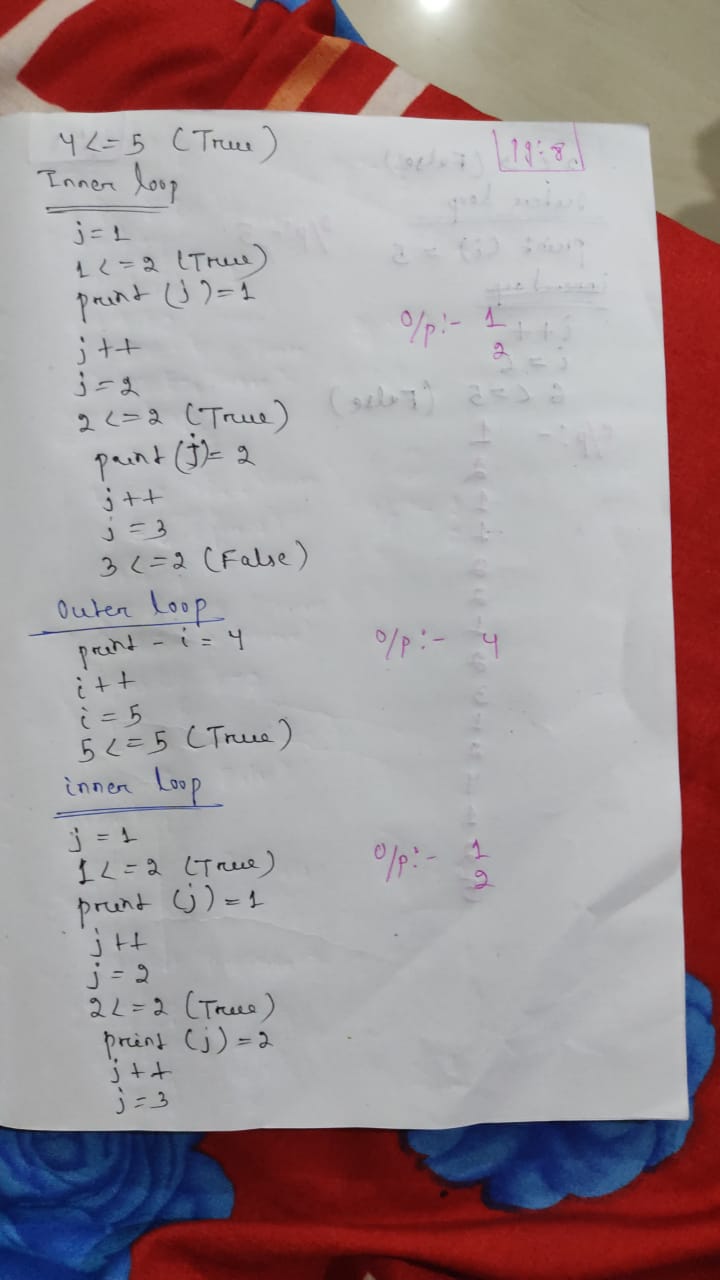 4<=5 (True)
Inner loop
j=1
1<=2 (True)
print (j)=1
j++
j=2
2<=2 (True)
print (j)=2
j++
j=3
3<=2 (False)
O/p:- 1
2
Outer loop
print - i = 4
i++
i=5
5<=5 (True)
O/p:- 4
inner loop
j=1
1<=2 (True)
print (j)=1
j++
j=2
2<=2 (True)
print (j)=2
j++
j=3
O/p:- 1
2